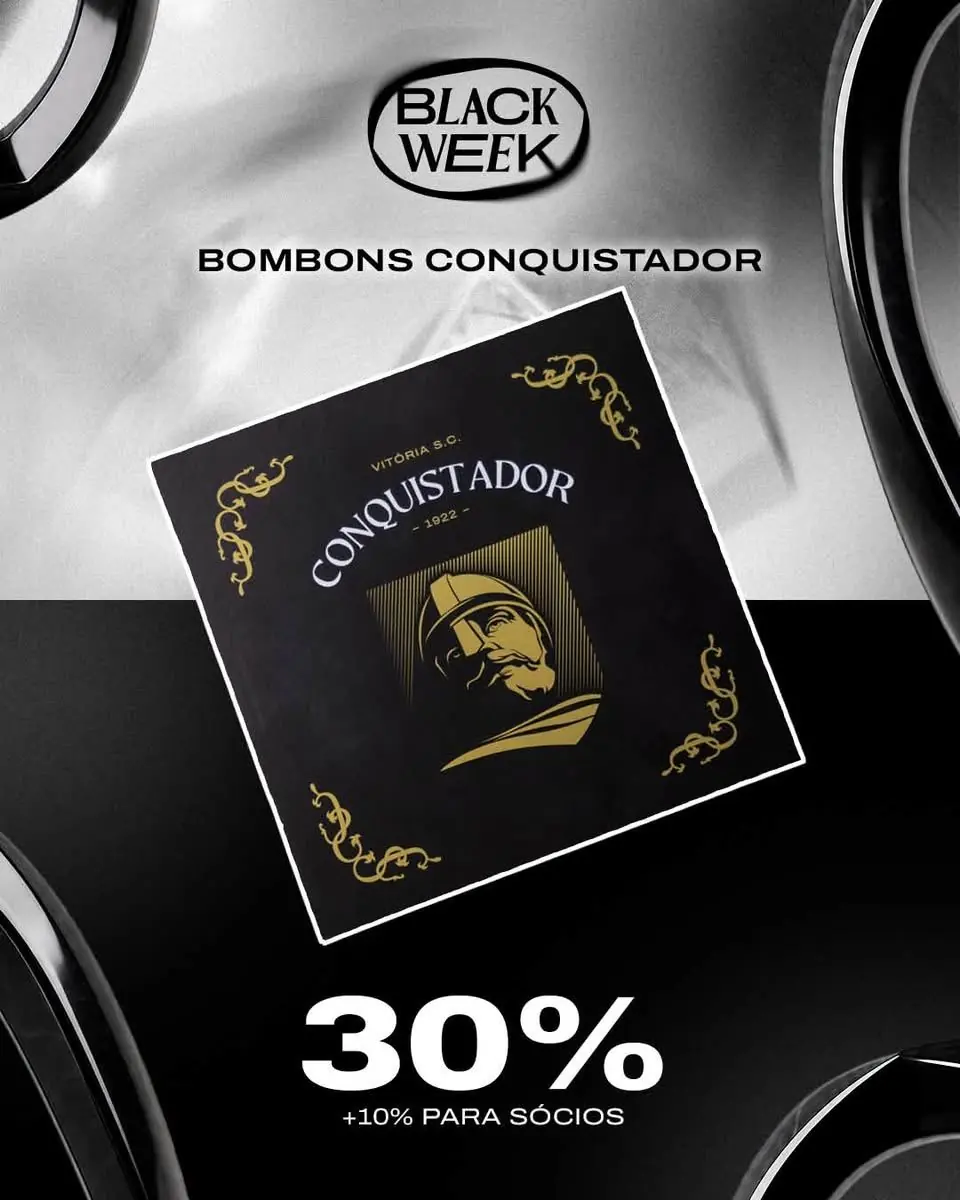 BLACK
WEEK
BOMBONS CONQUISTADOR
VITÓRIA S.C.
CONQUISTADOR
- 1922 -
30%
+10% PARA SÓCIOS